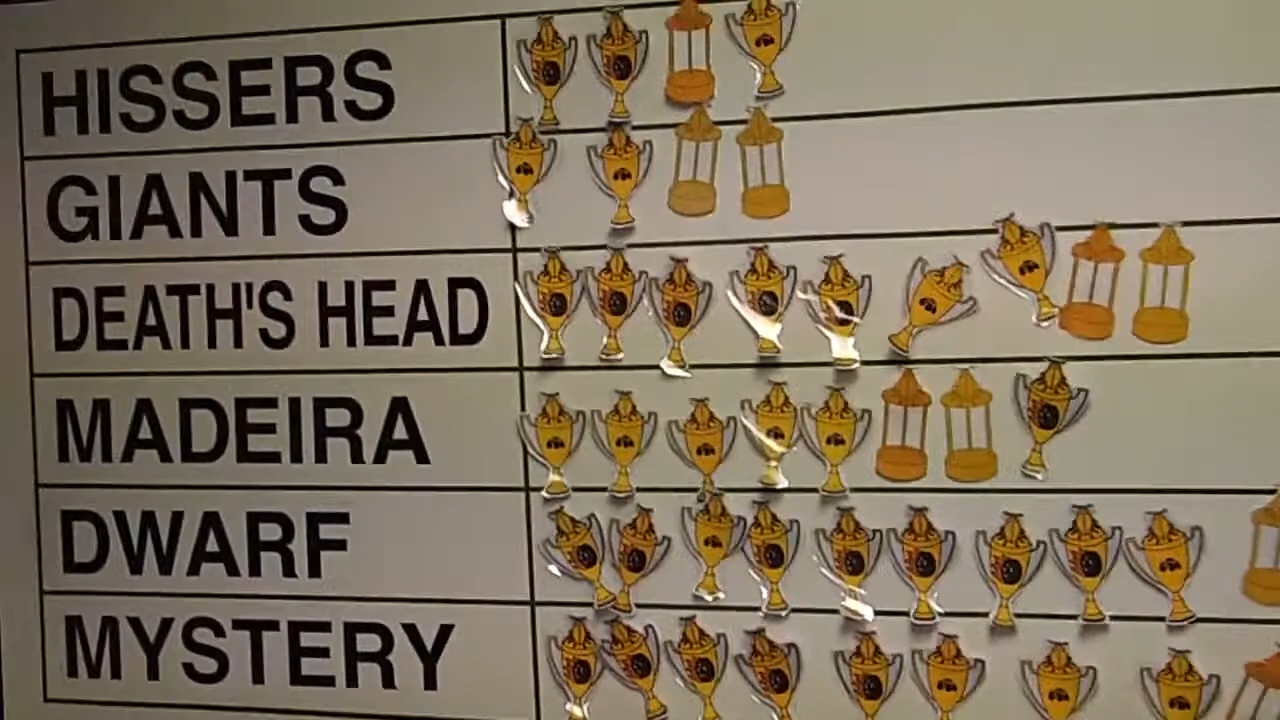 HISSERS
GIANTS
DEATH'S HEAD
MADEIRA
DWARF
MYSTERY